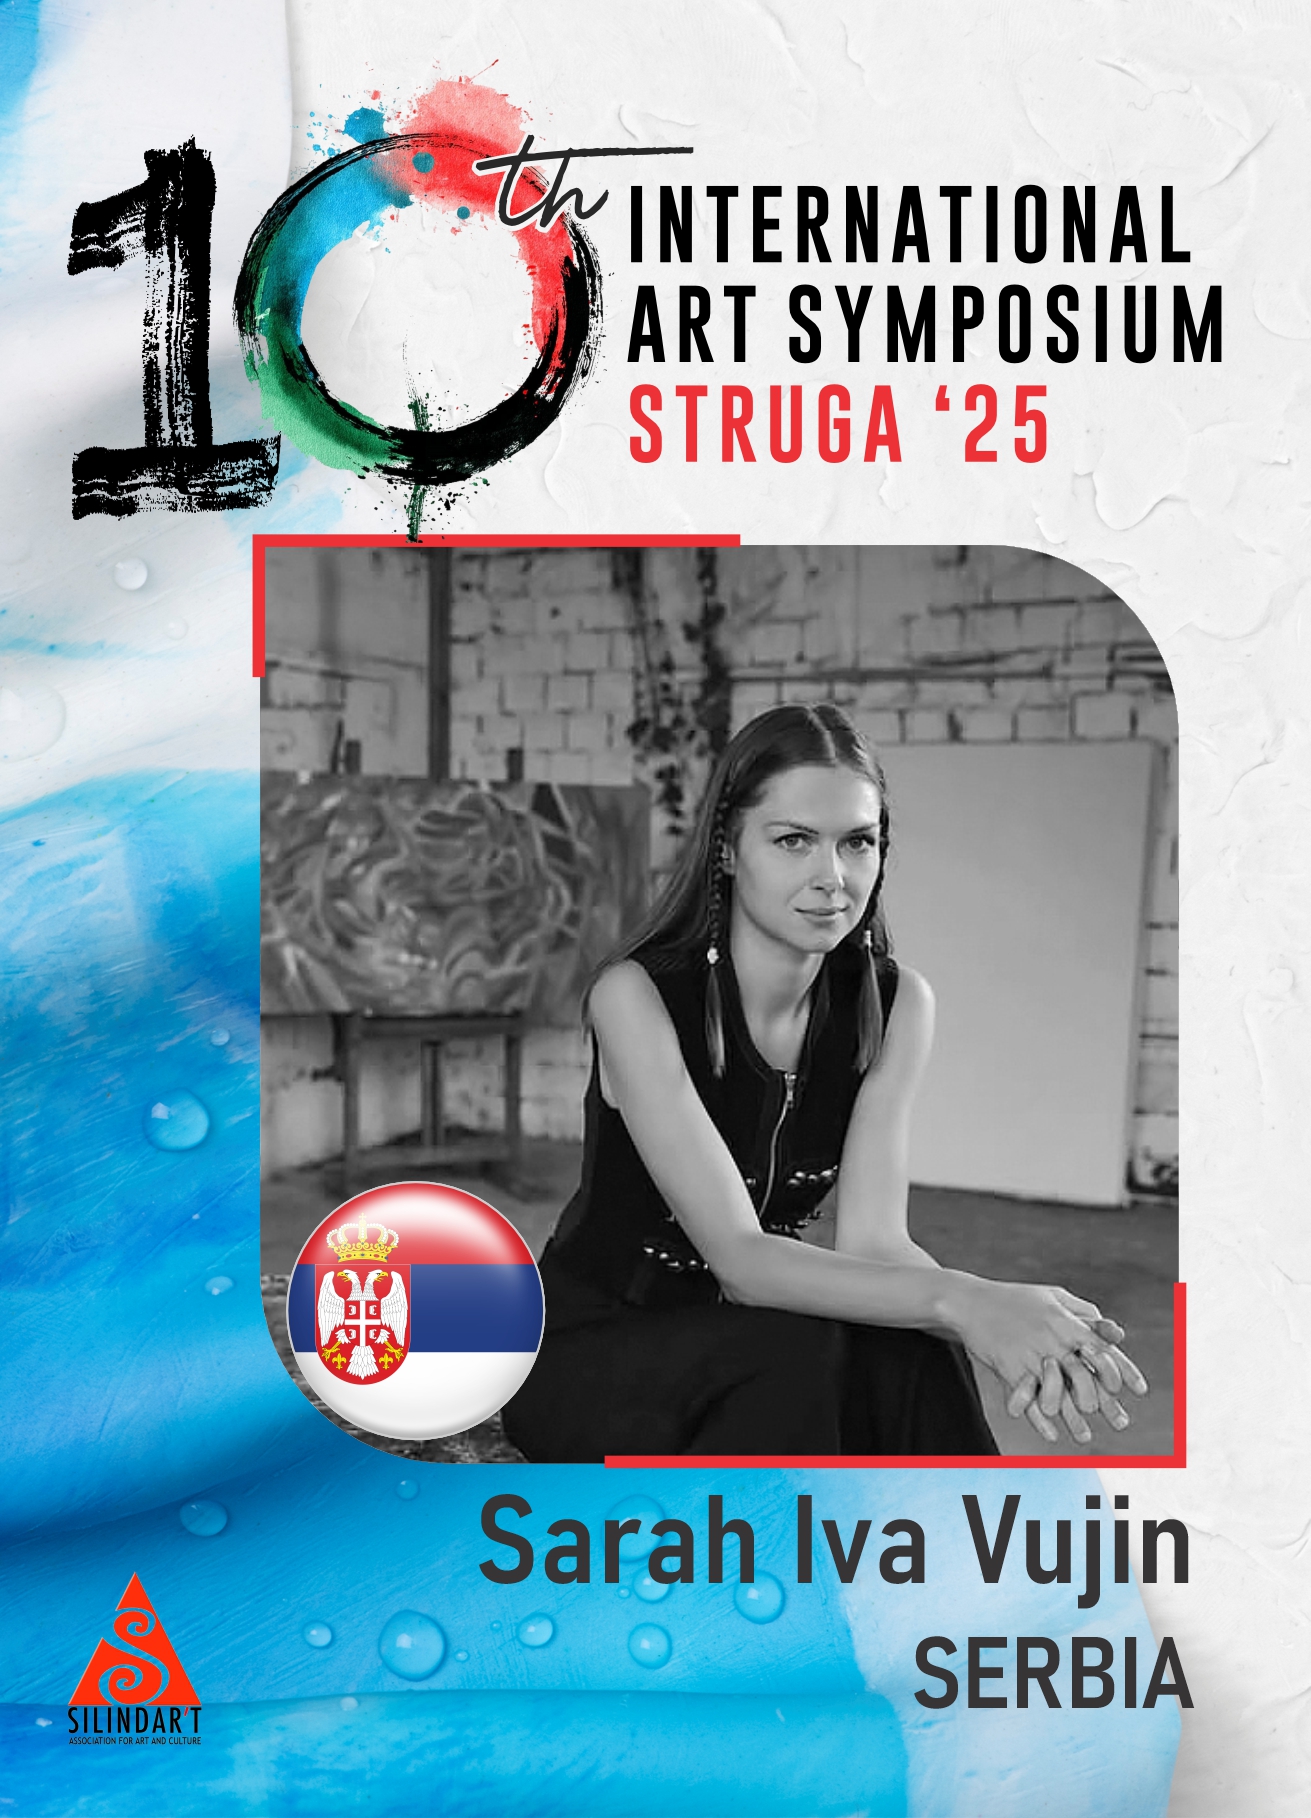 10th
INTERNATIONAL
ART SYMPOSIUM
STRUGA ‘25
Sarah Iva Vujin
SERBIA
SILINDAR'T
ASSOCIATION FOR ART AND CULTURE